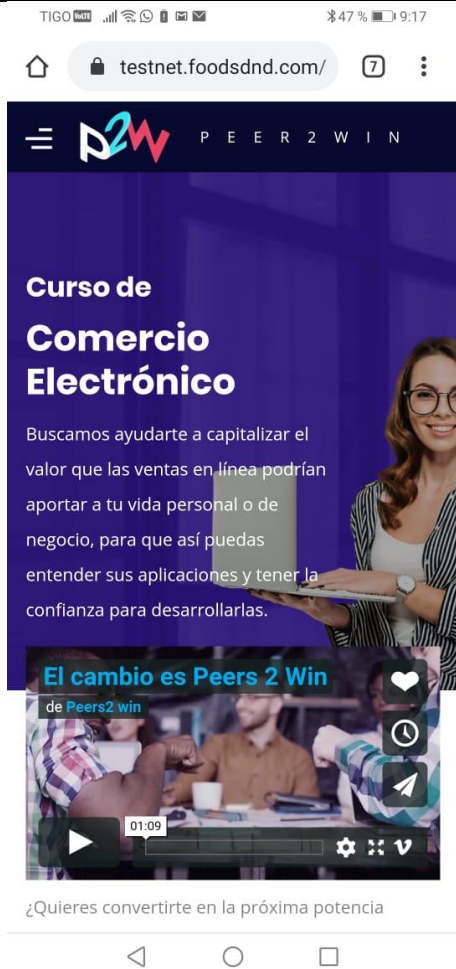 TIGO VoLTE 47 % 9:17
testnet.foodsdnd.com/ 7
p2w PEER2WIN
Curso de
Comercio
Electrónico
Buscamos ayudarte a capitalizar el
valor que las ventas en línea podrían
aportar a tu vida personal o de
negocio, para que así puedas
entender sus aplicaciones y tener la
confianza para desarrollarlas.
El cambio es Peers 2 Win
de Peers2 win
01:09
¿Quieres convertirte en la próxima potencia